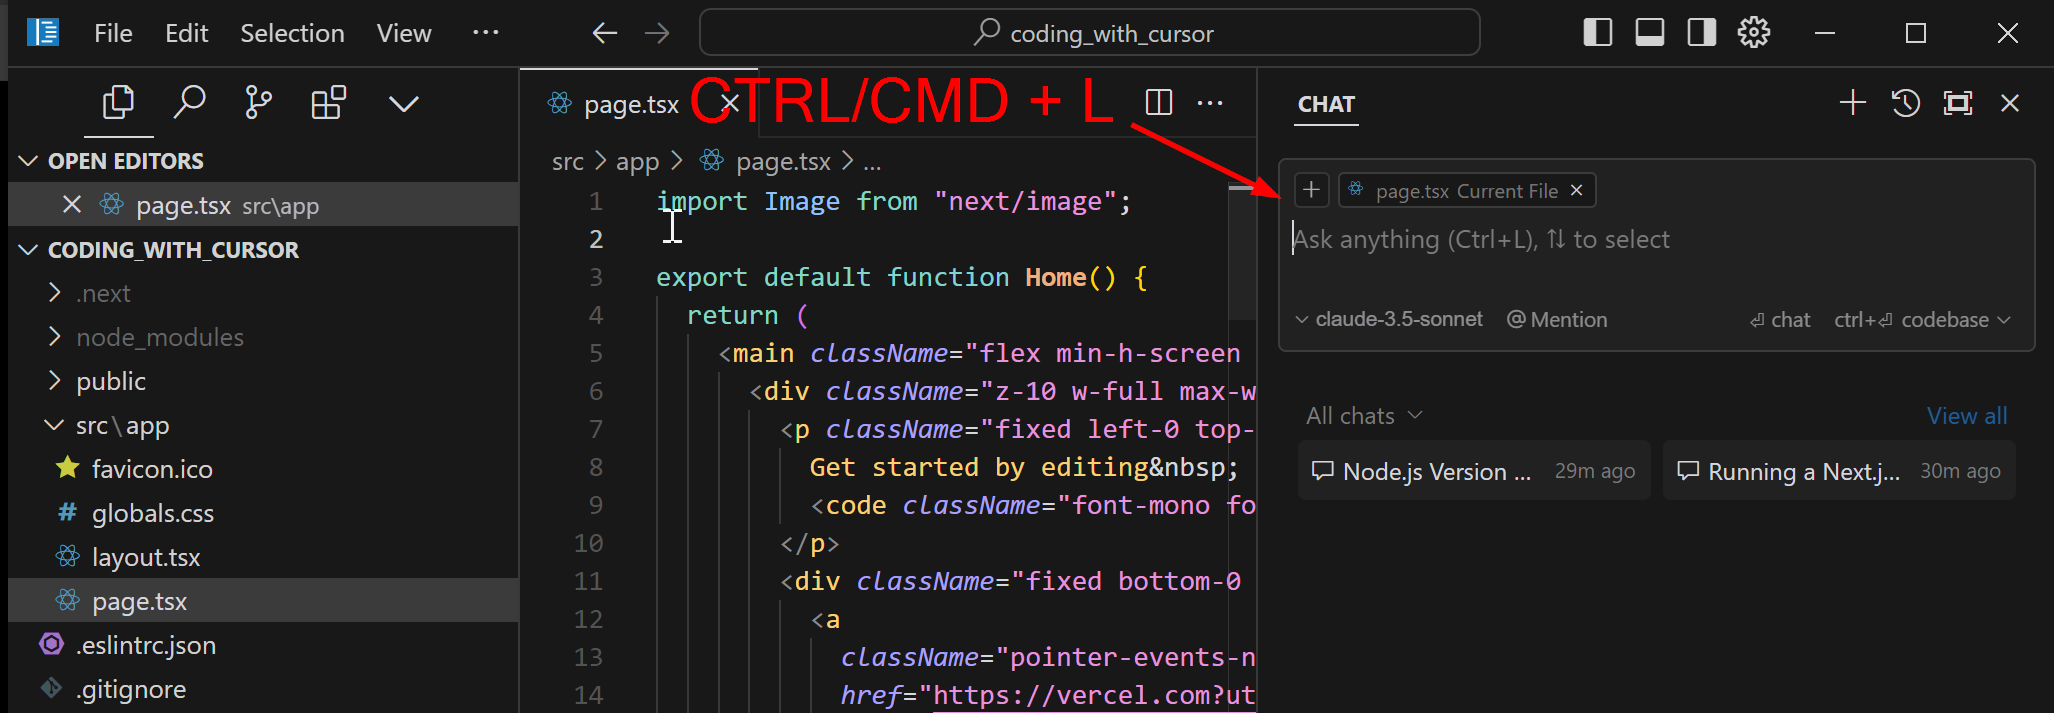 File Edit Selection View ...
coding_with_cursor
OPEN EDITORS
page.tsx src\app
CODING_WITH_CURSOR
.next
node_modules
public
src\app
favicon.ico
# globals.css
layout.tsx
page.tsx
.eslintrc.json
.gitignore
page.tsx
CTRL/CMD + L
src > app > page.tsx > ...
1 import Image from "next/image";
2
3 export default function Home() {
4 return (
5 <main className="flex min-h-screen
6 <div className="z-10 w-full max-w
7 <p className="fixed left-0 top-
8 Get started by editing&nbsp;
9 <code className="font-mono fo
10 </p>
11 <div className="fixed bottom-0
12 <a
13 className="pointer-events-n
14 href="https://vercel.com?ut
CHAT
page.tsx Current File
Ask anything (Ctrl+L), ⇅ to select
claude-3.5-sonnet @ Mention ⏎ chat ctrl+⏎ codebase
All chats View all
Node.js Version ... 29m ago Running a Next.j... 30m ago